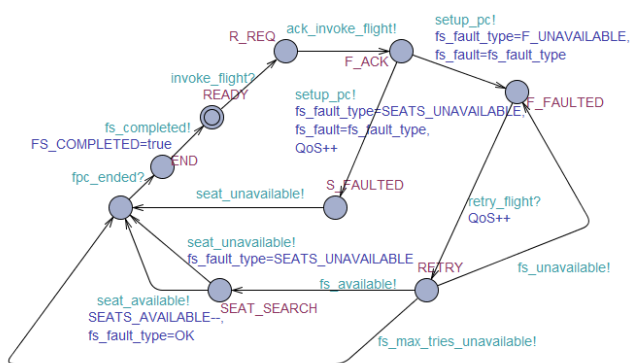 setup_pc!
ack_invoke_flight!
fs_fault_type=F_UNAVAILABLE,
R_REQ
fs_fault=fs_fault_type
F_ACK
invoke_flight?
READY
setup_pc!
F_FAULTED
fs_fault_type=SEATS_UNAVAILABLE,
fs_completed!
fs_fault=fs_fault_type,
FS_COMPLETED=true
QoS++
END
fpc_ended?
seat_unavailable!
S_FAULTED
retry_flight?
QoS++
seat_unavailable!
fs_fault_type=SEATS_UNAVAILABLE
RETRY
fs_unavailable!
fs_available!
seat_available!
SEATS_AVAILABLE--,
SEAT_SEARCH
fs_fault_type=OK
fs_max_tries_unavailable!